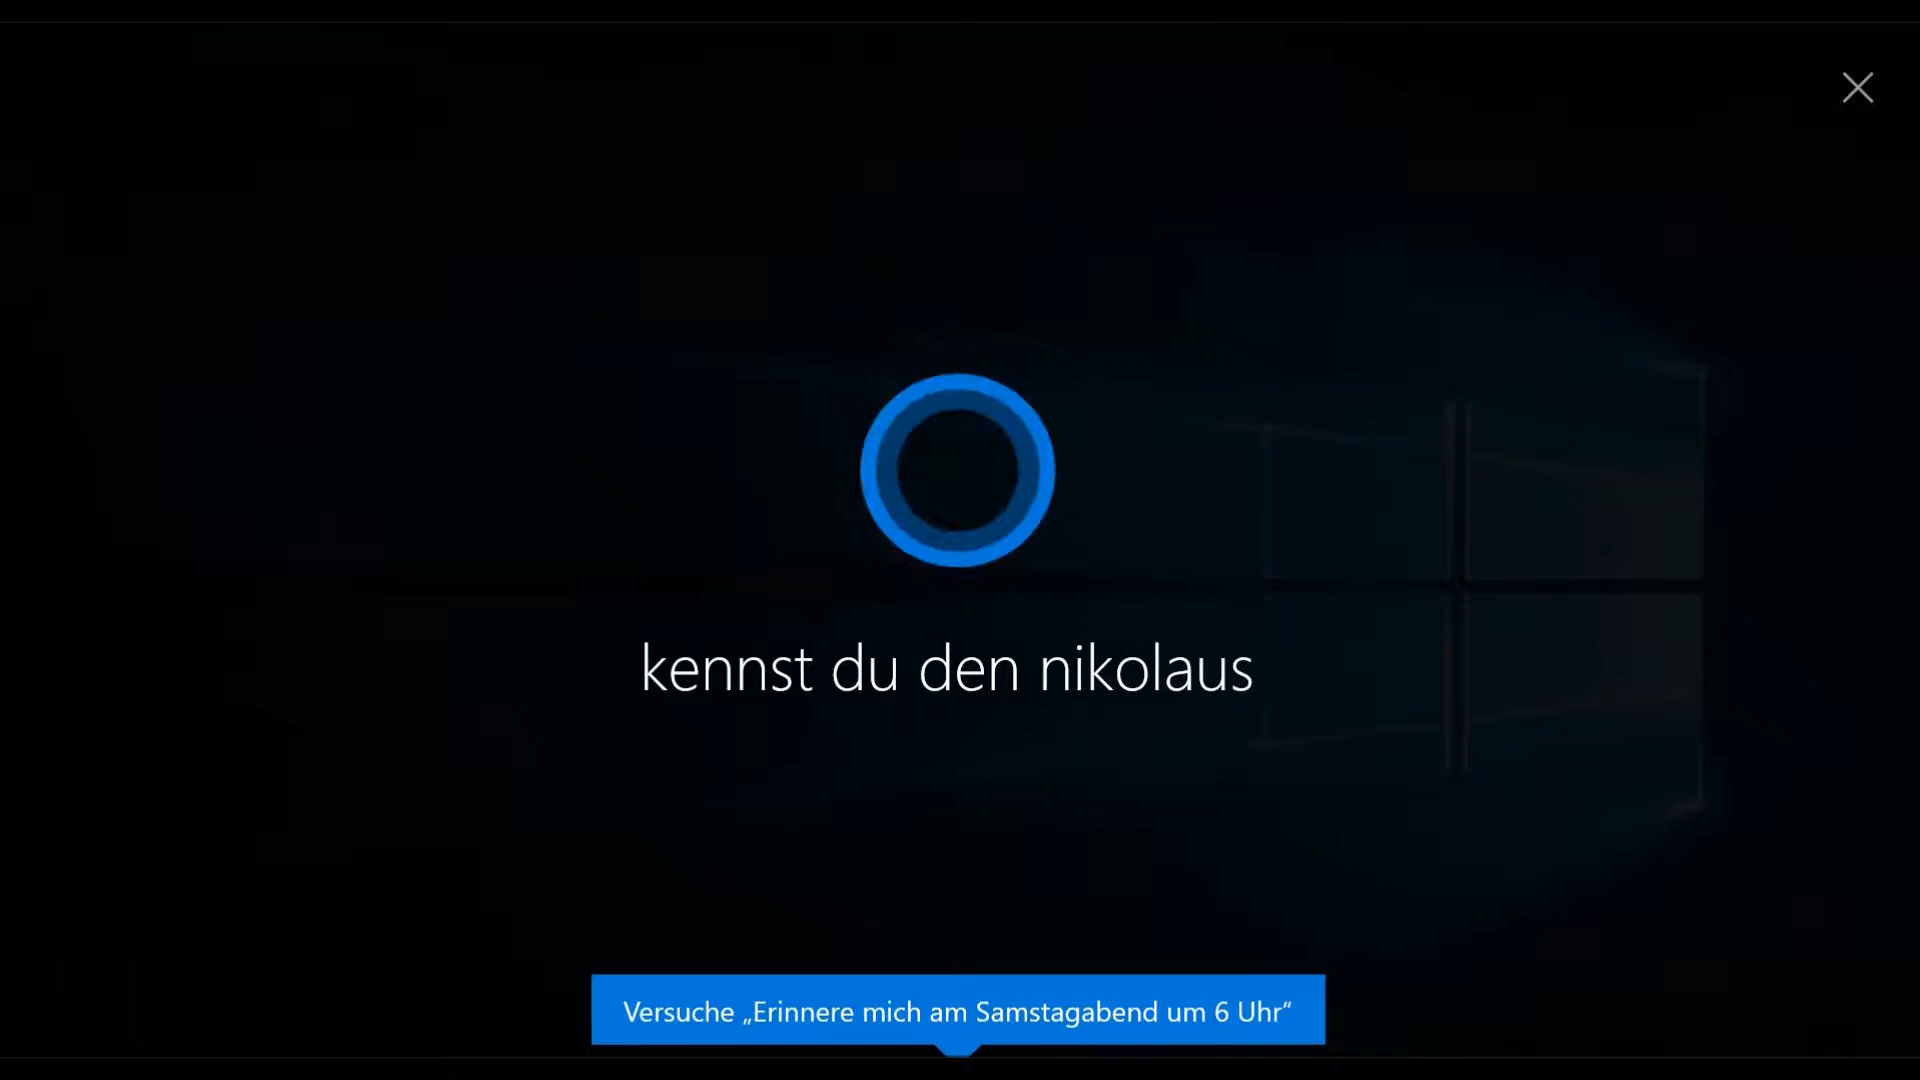 kennst du den nikolaus
Versuche „Erinnere mich am Samstagabend um 6 Uhr“